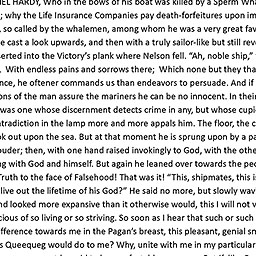 EL HARDY, Who in the bows of his boat was killed by a Sperm Wha
; why the Life Insurance Companies pay death-forfeitures upon im
, so called by the whalemen, among whom he was a very great fav
e cast a look upwards, and then with a truly sailor-like but still reve
serted into the Victory's plank where Nelson fell. "Ah, noble ship,"
. With endless pains and sorrows there; Which none but they tha
nce, he oftener commands us than endeavors to persuade. And if
ons of the man assure the mariners he can be no innocent. In their
was one whose discernment detects crime in any, but whose cupi
tradiction in the lamp more and more appals him. The floor, the c
ok out upon the sea. But at that moment he is sprung upon by a pa
ouder; then, with one hand raised invokingly to God, with the othe
ng with God and himself. But again he leaned over towards the pe
Truth to the face of Falsehood! That was it! "This, shipmates, this is
live out the lifetime of his God?" He said no more, but slowly wav
nd looked more expansive than it otherwise would, this I will not v
cious of so living or so striving. So soon as I hear that such or such
fference towards me in the Pagan's breast, this pleasant, genial sn
s Queequeg would do to me? Why, unite with me in my particular